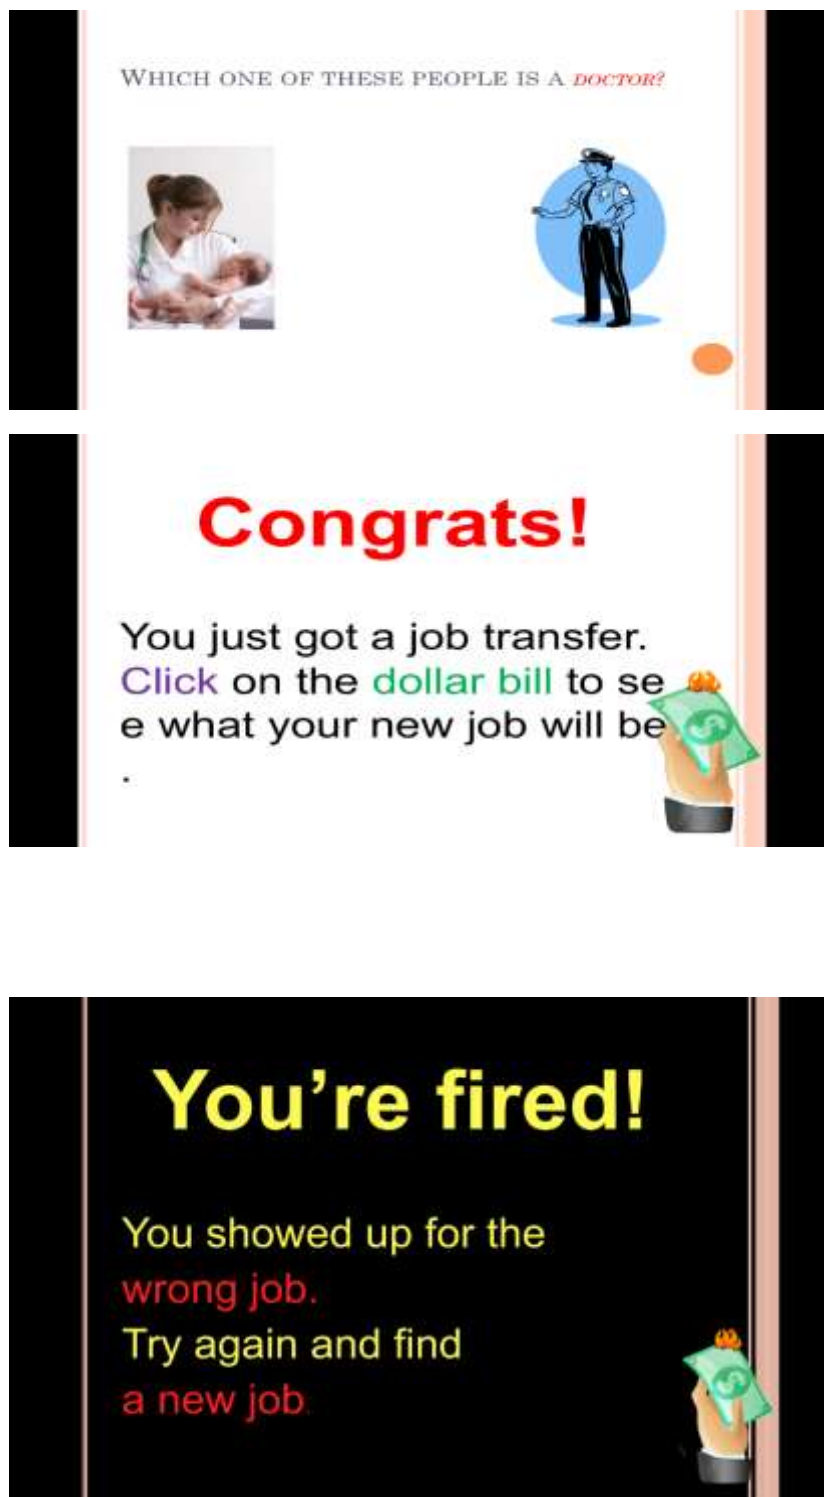 WHICH ONE OF THESE PEOPLE IS A DOCTOR?
Congrats!
You just got a job transfer.
Click on the dollar bill to se
e what your new job will be
.
You're fired!
You showed up for the
wrong job.
Try again and find
a new job.